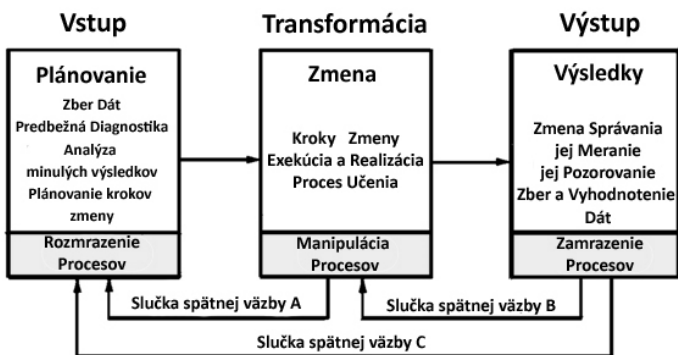 Vstup
Transformácia
Výstup
Plánovanie
Zber Dát
Predbežná Diagnostika
Analýza
minulých výsledkov
Plánovanie krokov
zmeny
Rozmrazenie
Procesov
Zmena
Kroky Zmeny
Exekúcia a Realizácia
Proces Učenia
Manipulácia
Procesov
Výsledky
Zmena Správania
jej Meranie
jej Pozorovanie
Zber a Vyhodnotenie
Dát
Zamrazenie
Procesov
Slučka spätnej väzby A
Slučka spätnej väzby B
Slučka spätnej väzby C